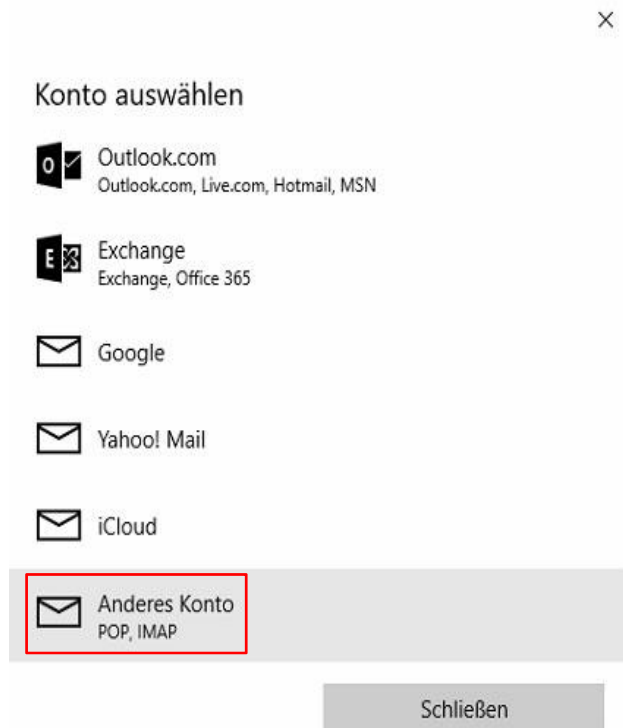 Konto auswählen
Outlook.com
Outlook.com, Live.com, Hotmail, MSN
Exchange
Exchange, Office 365
Google
Yahoo! Mail
iCloud
Anderes Konto
POP, IMAP
Schließen